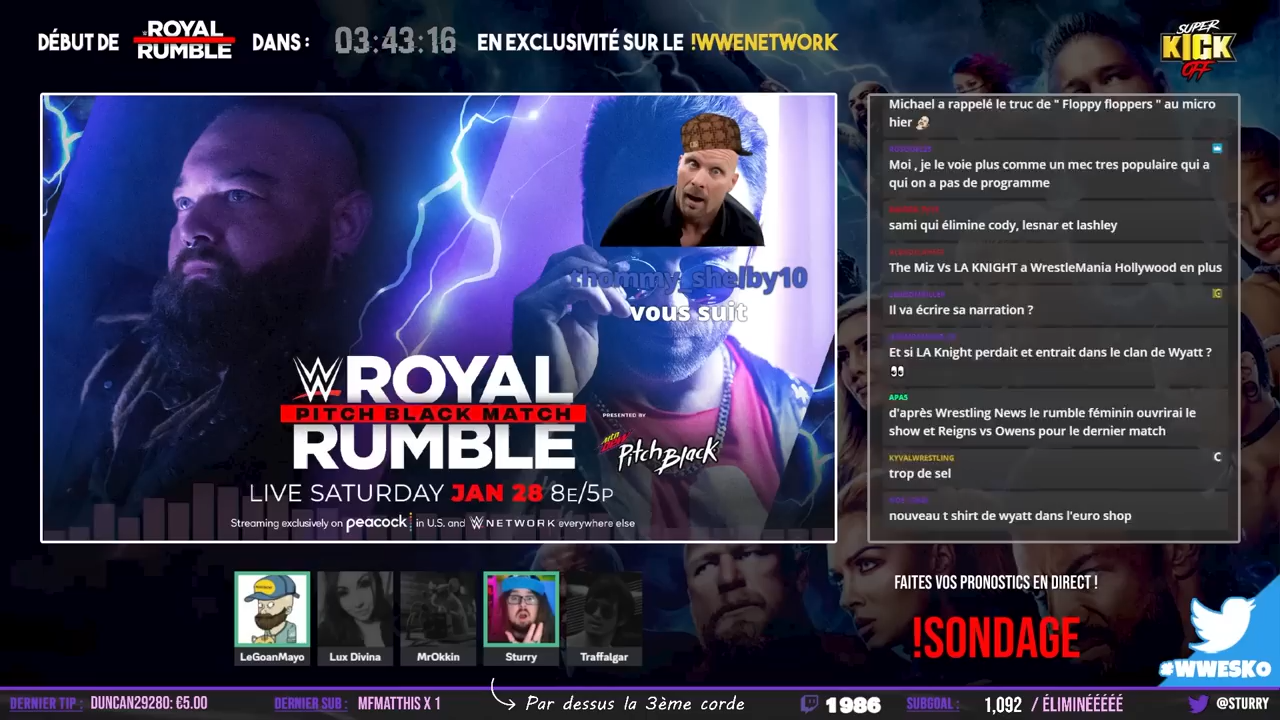 DÉBUT DE ROYAL RUMBLE DANS : 03:43:16 EN EXCLUSIVITÉ SUR LE !WWENETWORK
SUPER KICK OFF
thommy_shelby10
vous suit
ROYAL
PITCH BLACK MATCH
RUMBLE
PRESENTED BY
Pitch Black
LIVE SATURDAY JAN 28 8E/5P
Streaming exclusively on peacock in U.S. and W NETWORK everywhere else
Michael a rappelé le truc de " Floppy floppers " au micro
hier
Moi , je le voie plus comme un mec tres populaire qui a
qui on a pas de programme
sami qui élimine cody, lesnar et lashley
The Miz Vs LA KNIGHT a WrestleMania Hollywood en plus
Il va écrire sa narration ?
Et si LA Knight perdait et entrait dans le clan de Wyatt ?
APAS
d'après Wrestling News le rumble féminin ouvrirai le
show et Reigns vs Owens pour le dernier match
KYVALWRESTLING
trop de sel
nouveau t shirt de wyatt dans l'euro shop
LeGoanMayo
Lux Divina
MrOkkin
Sturry
Traffalgar
FAITES VOS PRONOSTICS EN DIRECT !
!SONDAGE
#WWESKO
DERNIER TIP : DUNCAN29280: €5.00
DERNIER SUB : MFMATTHIS X 1
Par dessus la 3ème corde
1986
SUBGOAL : 1,092 / ÉLIMINÉÉÉÉÉ
@STURRY